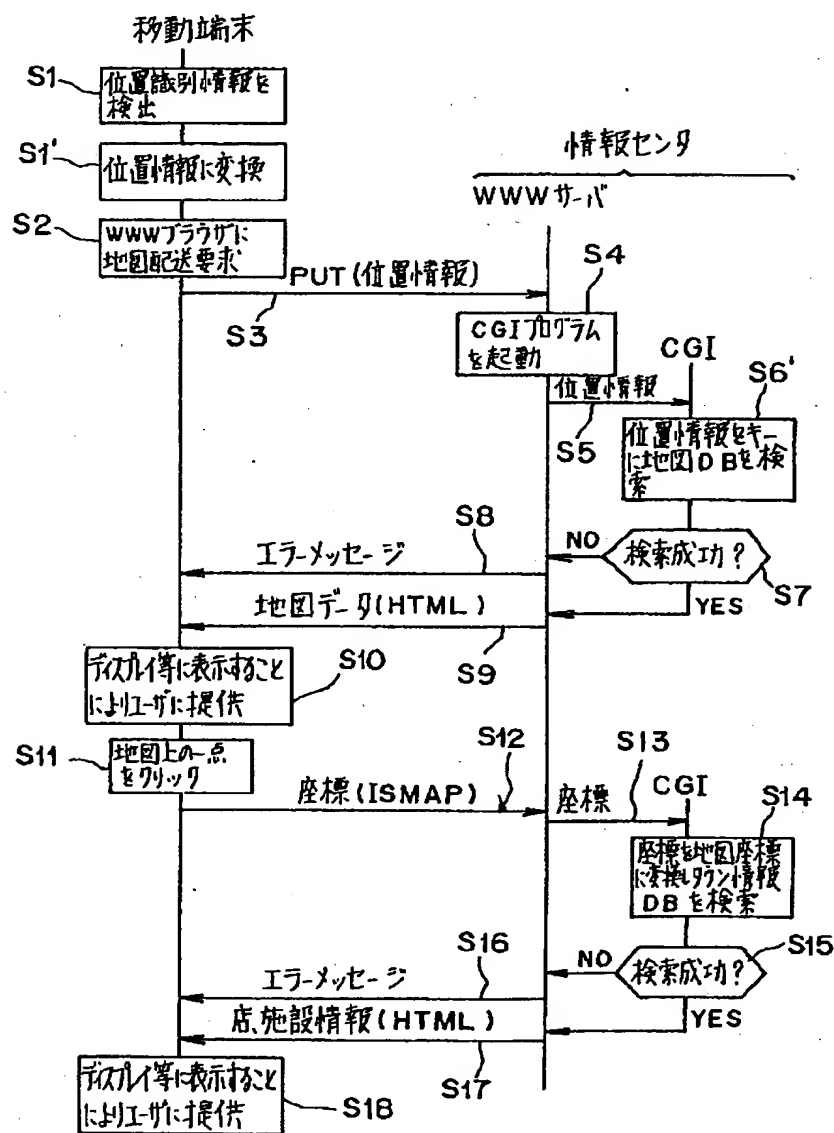 移動端末
S1
位置識別情報を
検出
S1'
位置情報に変換
情報センタ
WWWサーバ
S2
WWWブラウザに
地図配送要求
PUT(位置情報)
S3
S4
CGIプログラム
を起動
CGI
位置情報
S5
S6'
位置情報をキー
に地図DBを検
索
S8
エラーメッセージ
NO
検索成功?
S7
YES
地図データ(HTML)
S9
ディスプレイ等に表示すること
によりユーザに提供
S10
S11
地図上の一点
をクリック
S12
座標(ISMAP)
S13
座標
CGI
S14
座標を地図座標
に変換しタウン情報
DBを検索
S16
エラーメッセージ
NO
検索成功?
S15
YES
店、施設情報(HTML)
S17
ディスプレイ等に表示すること
によりユーザに提供
S18